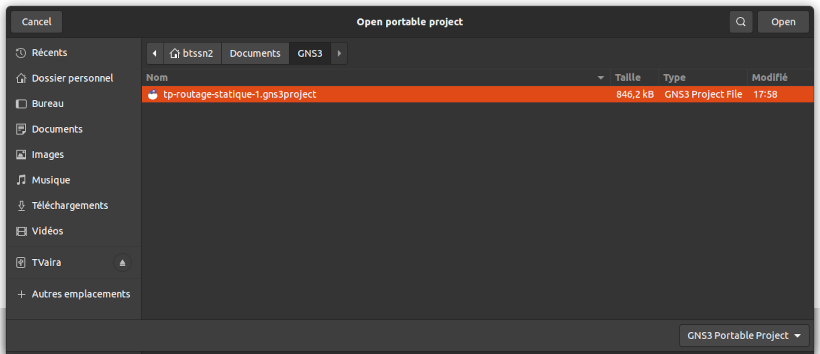 Cancel Open portable project Open
Récents
btssn2 Documents GNS3
Dossier personnel
Nom Taille Type Modifié
tp-routage-statique-1.gns3project 846,2 kB GNS3 Project File 17:58
Bureau
Documents
Images
Musique
Téléchargements
Vidéos
TVaira
Autres emplacements
GNS3 Portable Project